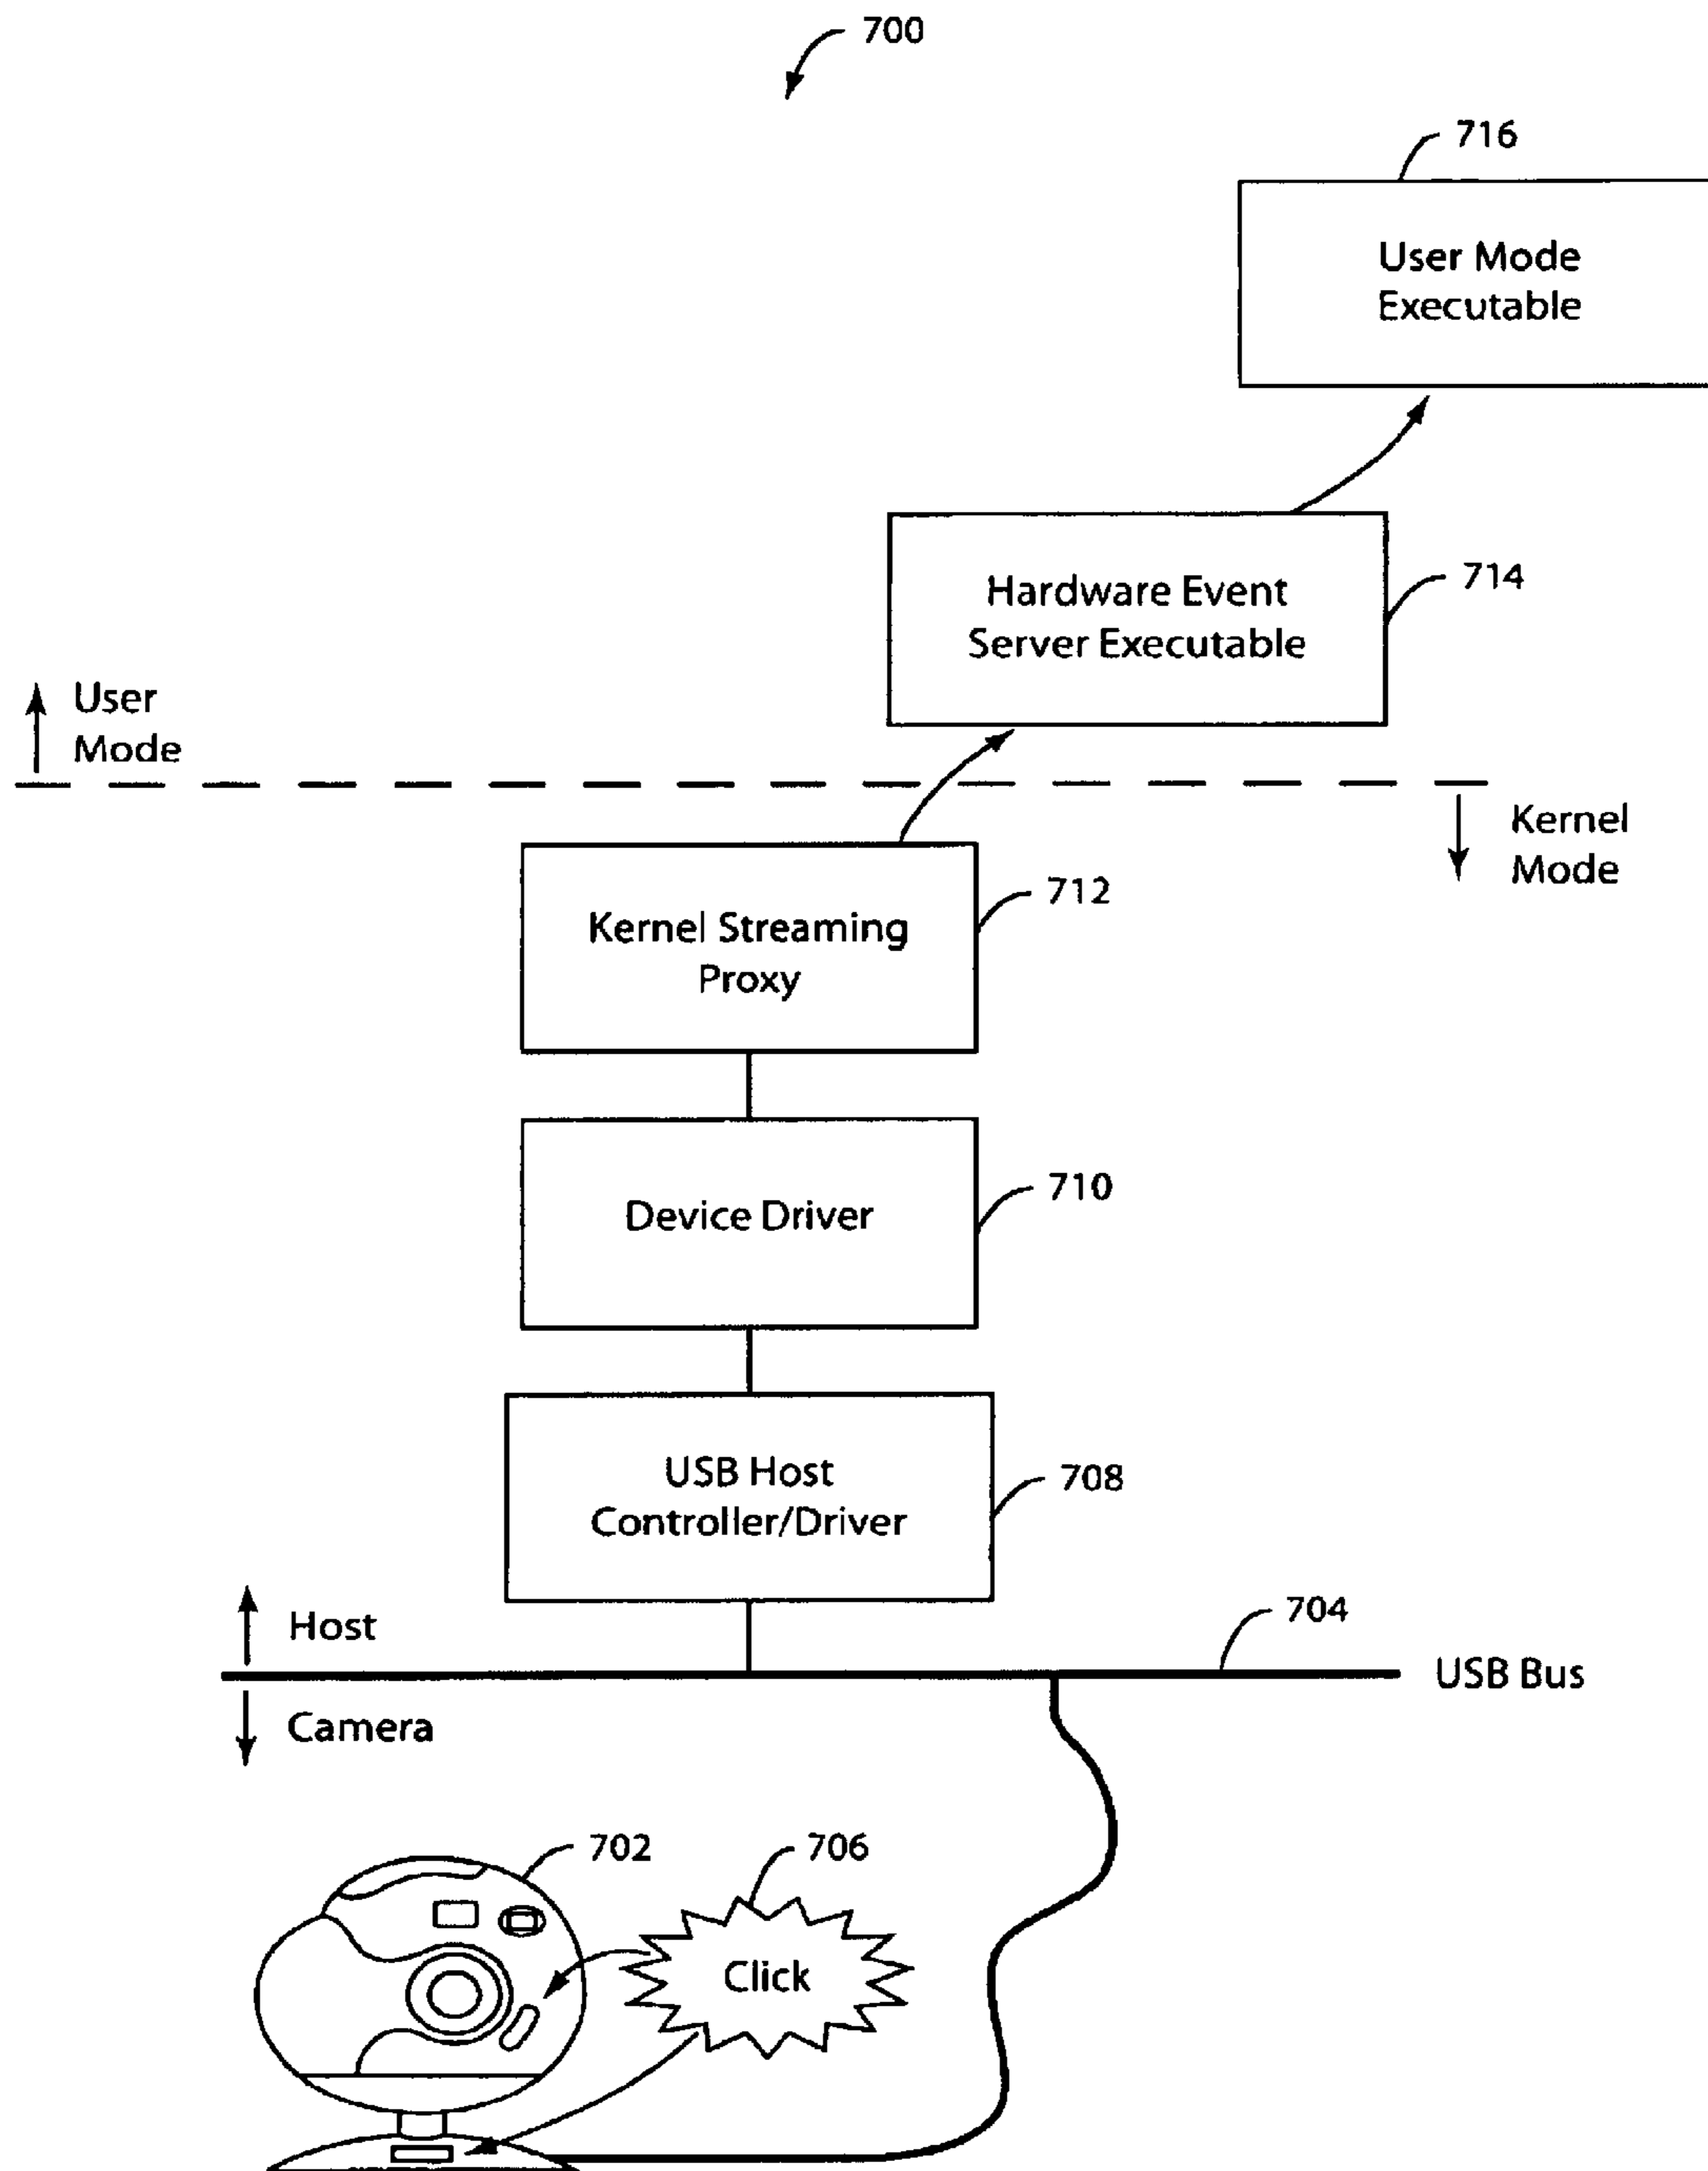 700
716
User Mode
Executable
714
Hardware Event
Server Executable
User
Mode
Kernel
Mode
712
Kernel Streaming
Proxy
710
Device Driver
708
USB Host
Controller/Driver
704
Host
USB Bus
Camera
702
706
Click